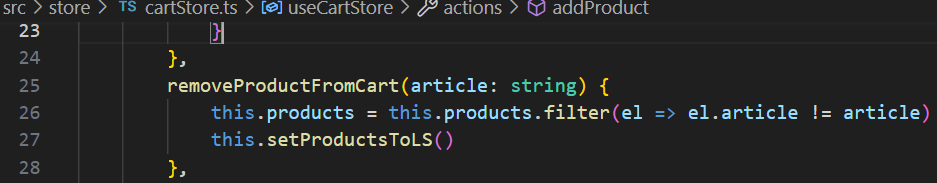 src > store > TS cartStore.ts > useCartStore > actions > addProduct
23 }
24 },
25 removeProductFromCart(article: string) {
26 this.products = this.products.filter(el => el.article != article)
27 this.setProductsToLS()
28 },